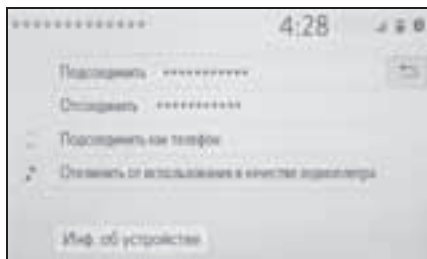 ************** 4:28
Подсоединить ***********
Отсоединить ***********
Подсоединить как телефон
Отключить от использования в качестве аудиоплеера
Инф. об устройстве